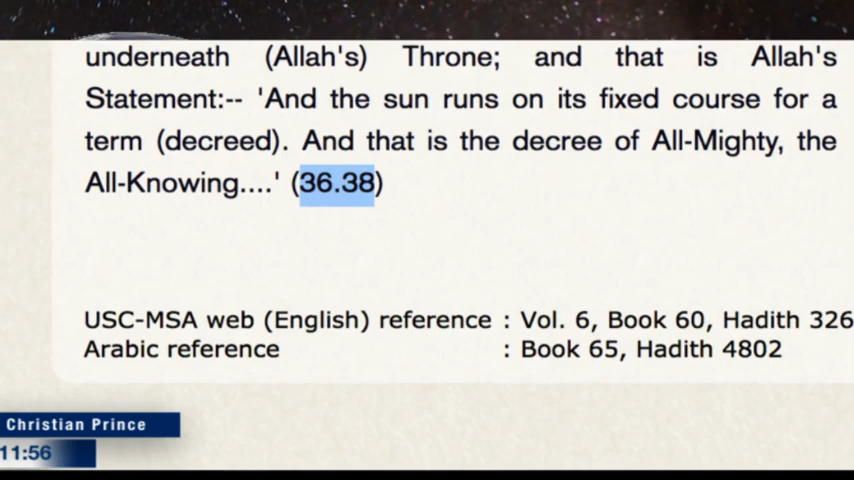 underneath (Allah's) Throne; and that is Allah's
Statement:-- 'And the sun runs on its fixed course for a
term (decreed). And that is the decree of All-Mighty, the
All-Knowing....' (36.38)
USC-MSA web (English) reference : Vol. 6, Book 60, Hadith 326
Arabic reference : Book 65, Hadith 4802
Christian Prince
11:56